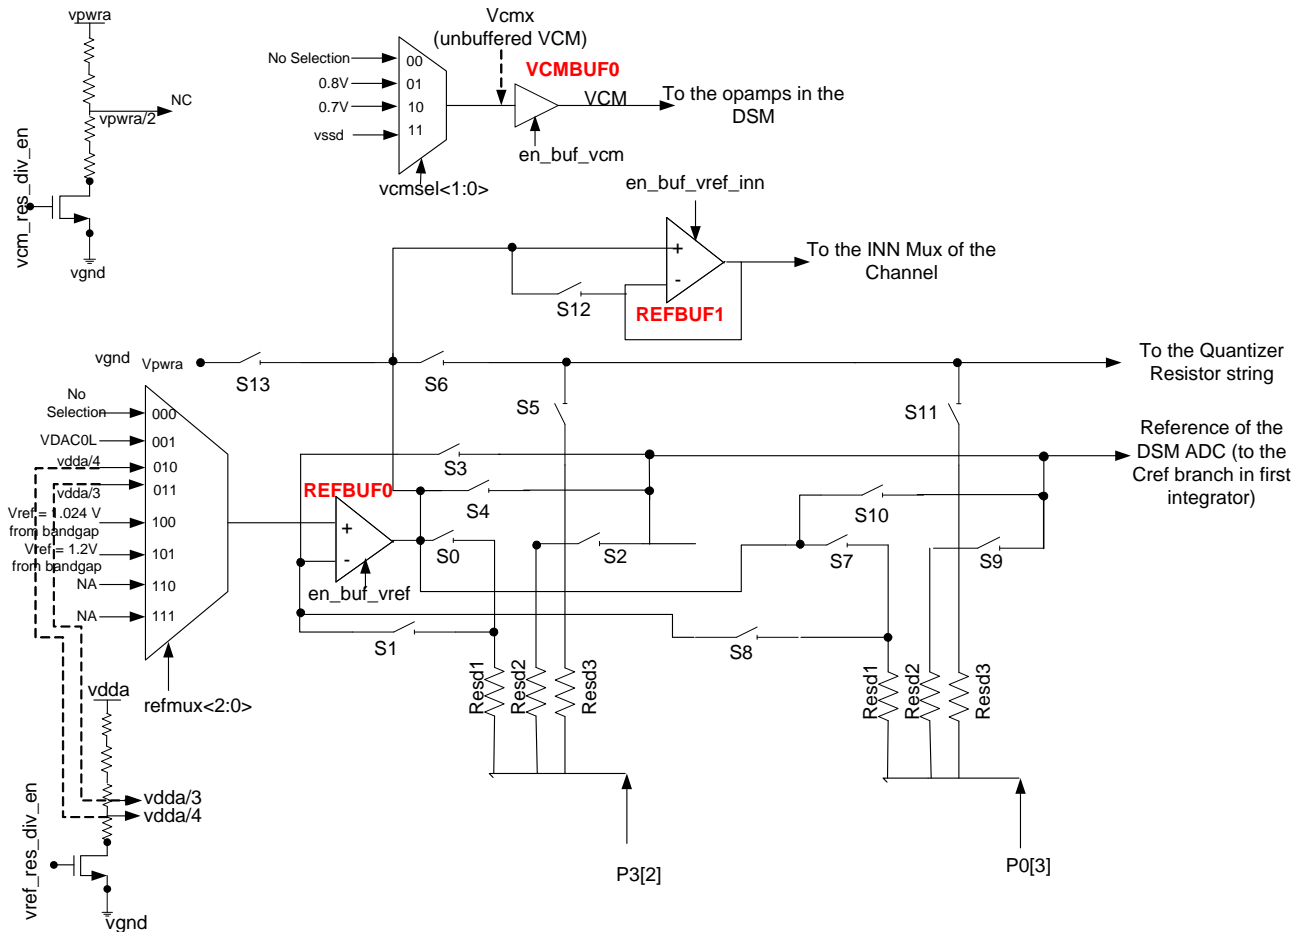 vpwra
NC
vpwra/2
vcm_res_div_en
vgnd
Vcmx
(unbuffered VCM)
No Selection
0.8V
0.7V
vssd
00
01
10
11
VCMBUF0
VCM
To the opamps in the
DSM
en_buf_vcm
vcmsel<1:0>
en_buf_vref_inn
+
-
To the INN Mux of the
Channel
S12
REFBUF1
vgnd
Vpwra
S13
S6
To the Quantizer
Resistor string
No
Selection
VDAC0L
vdda/4
vdda/3
Vref = 1.024 V
from bandgap
Vref = 1.2V
from bandgap
NA
NA
000
001
010
011
100
101
110
111
refmux<2:0>
S5
S11
S3
Reference of the
DSM ADC (to the
Cref branch in first
integrator)
REFBUF0
+
-
en_buf_vref
S4
S0
S2
S10
S7
S9
S1
S8
Resd1
Resd2
Resd3
Resd1
Resd2
Resd3
P3[2]
P0[3]
vdda
vdda/3
vdda/4
vref_res_div_en
vgnd